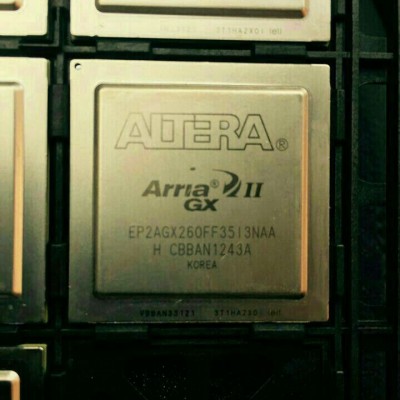 ALTERA®
Arria® II
GX
EP2AGX260FF35I3NAA
H CBBAN1243A
KOREA